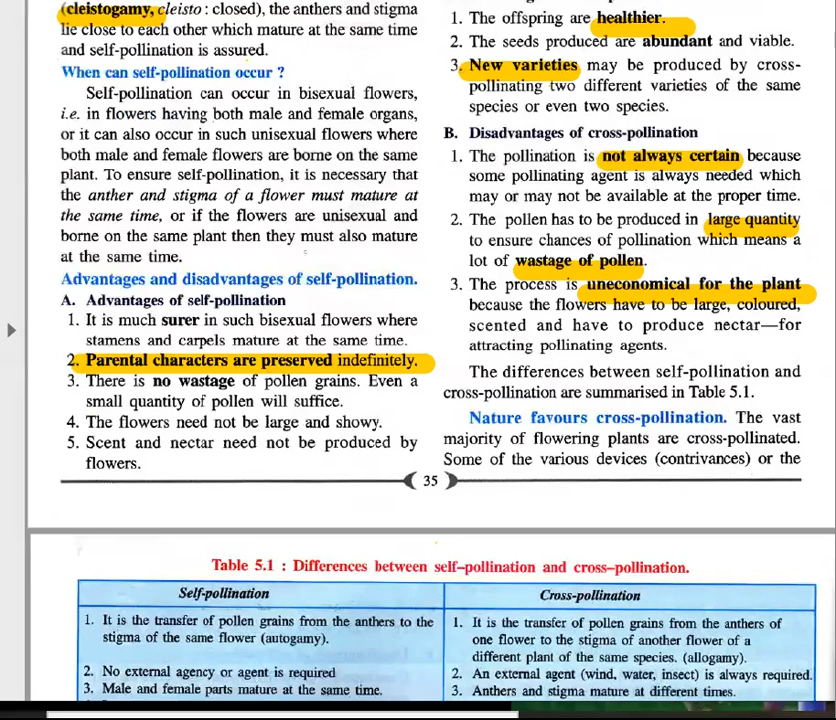 (cleistogamy, cleisto : closed), the anthers and stigma
lie close to each other which mature at the same time
and self-pollination is assured.
When can self-pollination occur ?
Self-pollination can occur in bisexual flowers,
i.e. in flowers having both male and female organs,
or it can also occur in such unisexual flowers where
both male and female flowers are borne on the same
plant. To ensure self-pollination, it is necessary that
the anther and stigma of a flower must mature at
the same time, or if the flowers are unisexual and
borne on the same plant then they must also mature
at the same time.
Advantages and disadvantages of self-pollination.
A. Advantages of self-pollination
1. It is much surer in such bisexual flowers where
stamens and carpels mature at the same time.
2. Parental characters are preserved indefinitely.
3. There is no wastage of pollen grains. Even a
small quantity of pollen will suffice.
4. The flowers need not be large and showy.
5. Scent and nectar need not be produced by
flowers.
1. The offspring are healthier.
2. The seeds produced are abundant and viable.
3. New varieties may be produced by cross-
pollinating two different varieties of the same
species or even two species.
B. Disadvantages of cross-pollination
1. The pollination is not always certain because
some pollinating agent is always needed which
may or may not be available at the proper time.
2. The pollen has to be produced in large quantity
to ensure chances of pollination which means a
lot of wastage of pollen.
3. The process is uneconomical for the plant
because the flowers have to be large, coloured,
scented and have to produce nectar—for
attracting pollinating agents.
The differences between self-pollination and
cross-pollination are summarised in Table 5.1.
Nature favours cross-pollination. The vast
majority of flowering plants are cross-pollinated.
Some of the various devices (contrivances) or the
35
Table 5.1 : Differences between self–pollination and cross–pollination.
Self-pollination
1. It is the transfer of pollen grains from the anthers to the
stigma of the same flower (autogamy).
2. No external agency or agent is required
3. Male and female parts mature at the same time.
Cross-pollination
1. It is the transfer of pollen grains from the anthers of
one flower to the stigma of another flower of a
different plant of the same species. (allogamy).
2. An external agent (wind, water, insect) is always required.
3. Anthers and stigma mature at different times.